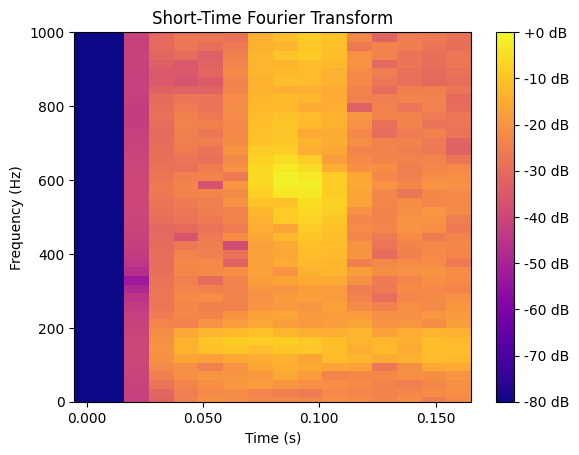 Short-Time Fourier Transform
1000
800
600
400
200
0
Frequency (Hz)
0.000
0.050
0.100
0.150
Time (s)
+0 dB
-10 dB
-20 dB
-30 dB
-40 dB
-50 dB
-60 dB
-70 dB
-80 dB